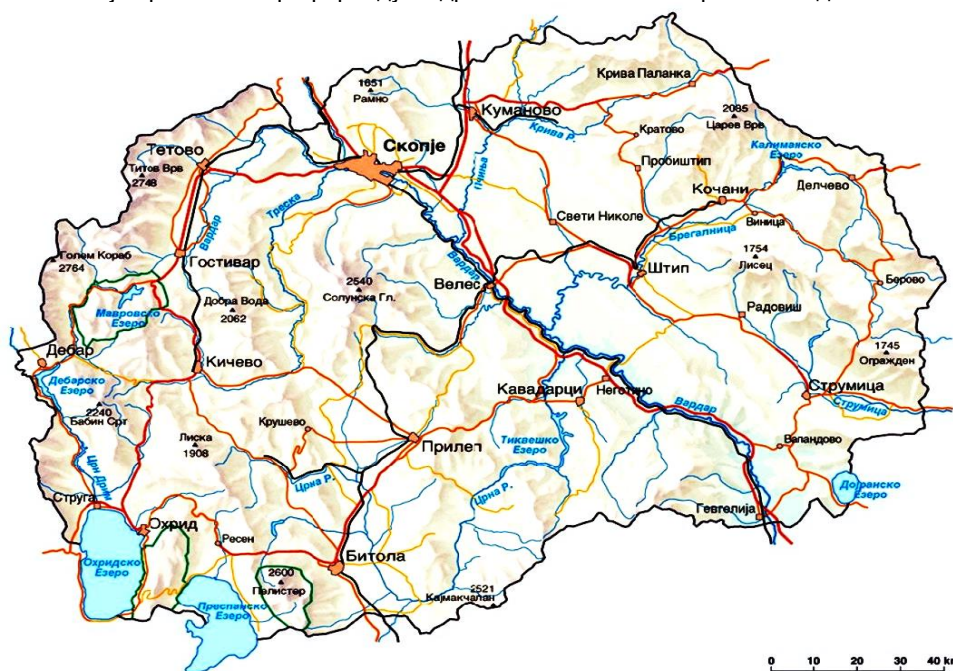 1651
Рамно
Крива Паланка
Куманово
2085
Царев Врв
Крива Р.
Кратово
Скопје
Калиманско
Езеро
Тетово
Титов Врв
2748
Пробиштип
Пчиња
Делчево
Кочани
Треска
Вардар
Свети Николе
Виница
Брегалница
Голем Кораб
2764
Гостивар
Вардар
1754
Лисец
Штип
2540
Солунска Гл.
Велес
Берово
Добра Вода
2062
Мавровско
Езеро
Радовиш
1745
Огражден
Дебар
Кичево
Дебарско
Езеро
Кавадарци
Неготино
Струмица
Струмица
Вардар
2240
Бабин Срт
Крушево
Лиска
1908
Прилеп
Тиквешко
Езеро
Валандово
Црн Дрим
Црна Р.
Црна Р.
Дојранско
Езеро
Струга
Охрид
Гевгелија
Ресен
Битола
Охридско
Езеро
2600
Пелистер
2521
Кајмакчалан
Преспанско
Езеро
0 10 20 30 40